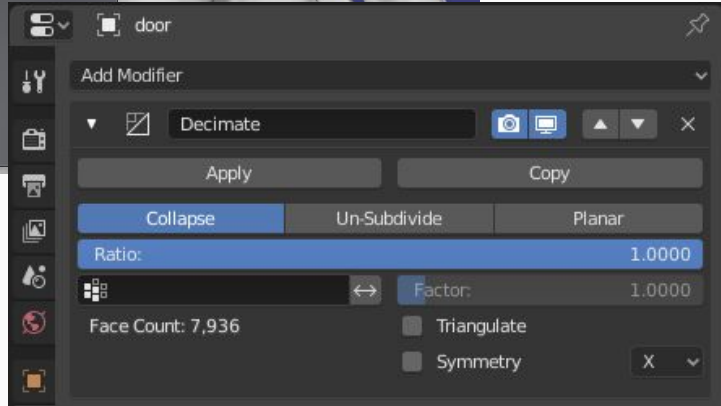 door
Add Modifier
Decimate
Apply Copy
Collapse Un-Subdivide Planar
Ratio: 1.0000
Factor: 1.0000
Face Count: 7,936 Triangulate
Symmetry X